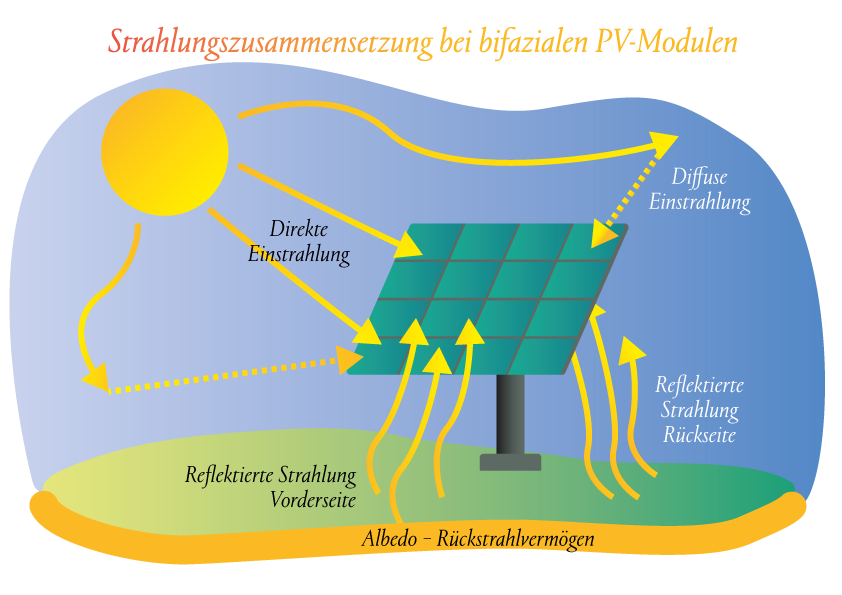 Strahlungszusammensetzung bei bifazialen PV-Modulen
Diffuse
Einstrahlung
Direkte
Einstrahlung
Reflektierte
Strahlung
Rückseite
Reflektierte Strahlung
Vorderseite
Albedo - Rückstrahlvermögen